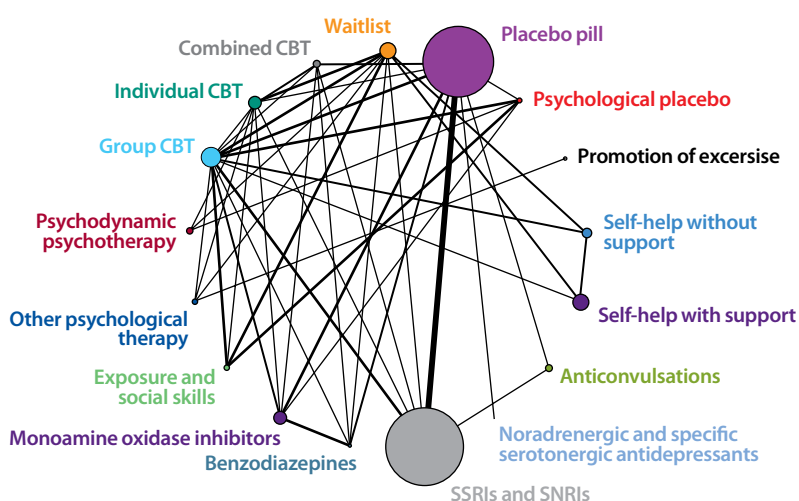 Waitlist
Placebo pill
Combined CBT
Individual CBT
Psychological placebo
Group CBT
Promotion of excersise
Psychodynamic
psychotherapy
Self-help without
support
Other psychological
therapy
Self-help with support
Exposure and
social skills
Anticonvulsations
Monoamine oxidase inhibitors
Noradrenergic and specific
serotonergic antidepressants
Benzodiazepines
SSRIs and SNRIs